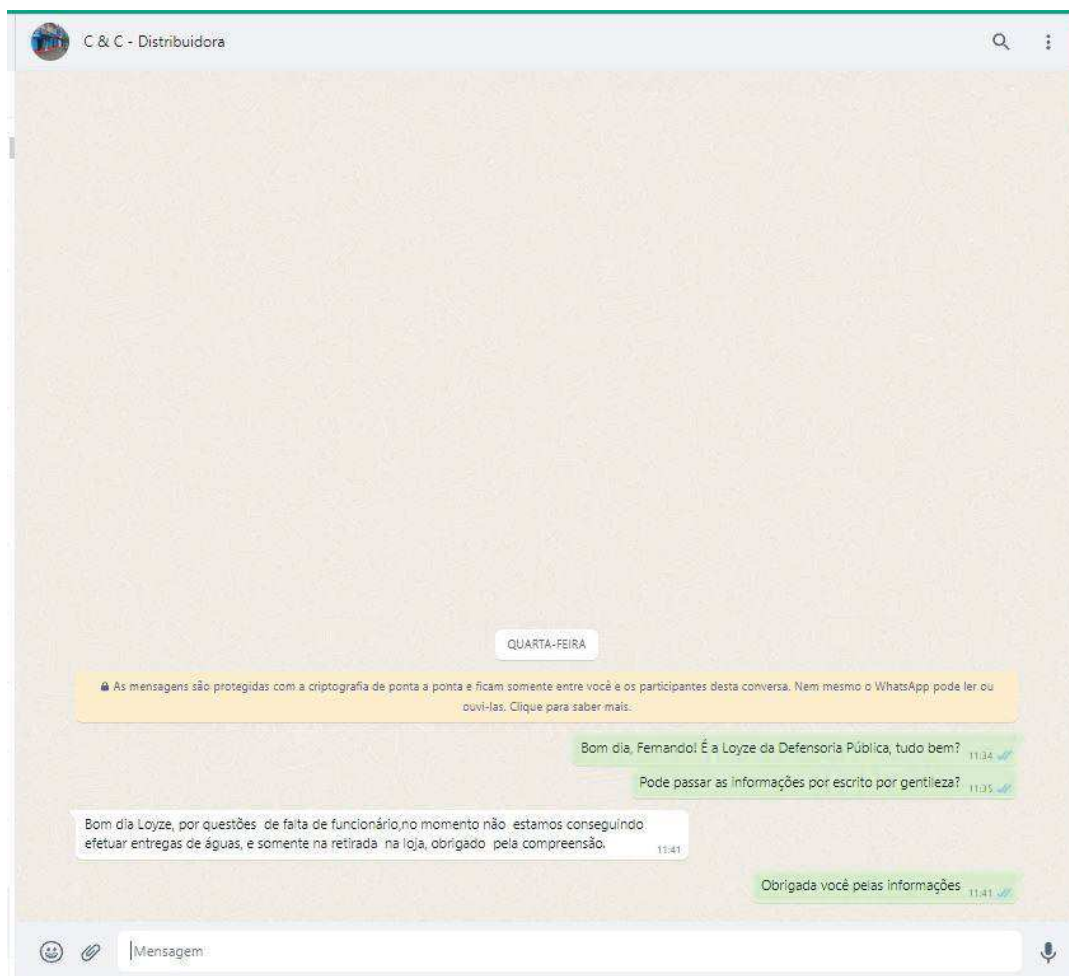 C & C - Distribuidora
QUARTA-FEIRA
As mensagens são protegidas com a criptografia de ponta a ponta e ficam somente entre você e os participantes desta conversa. Nem mesmo o WhatsApp pode ler ou
ouvi-las. Clique para saber mais.
Bom dia, Fernando! É a Loyze da Defensoria Pública, tudo bem? 11:34
Pode passar as informações por escrito por gentileza? 11:35
Bom dia Loyze, por questões de falta de funcionário,no momento não estamos conseguindo
efetuar entregas de águas, e somente na retirada na loja, obrigado pela compreensão. 11:41
Obrigada você pelas informações 11:41
Mensagem